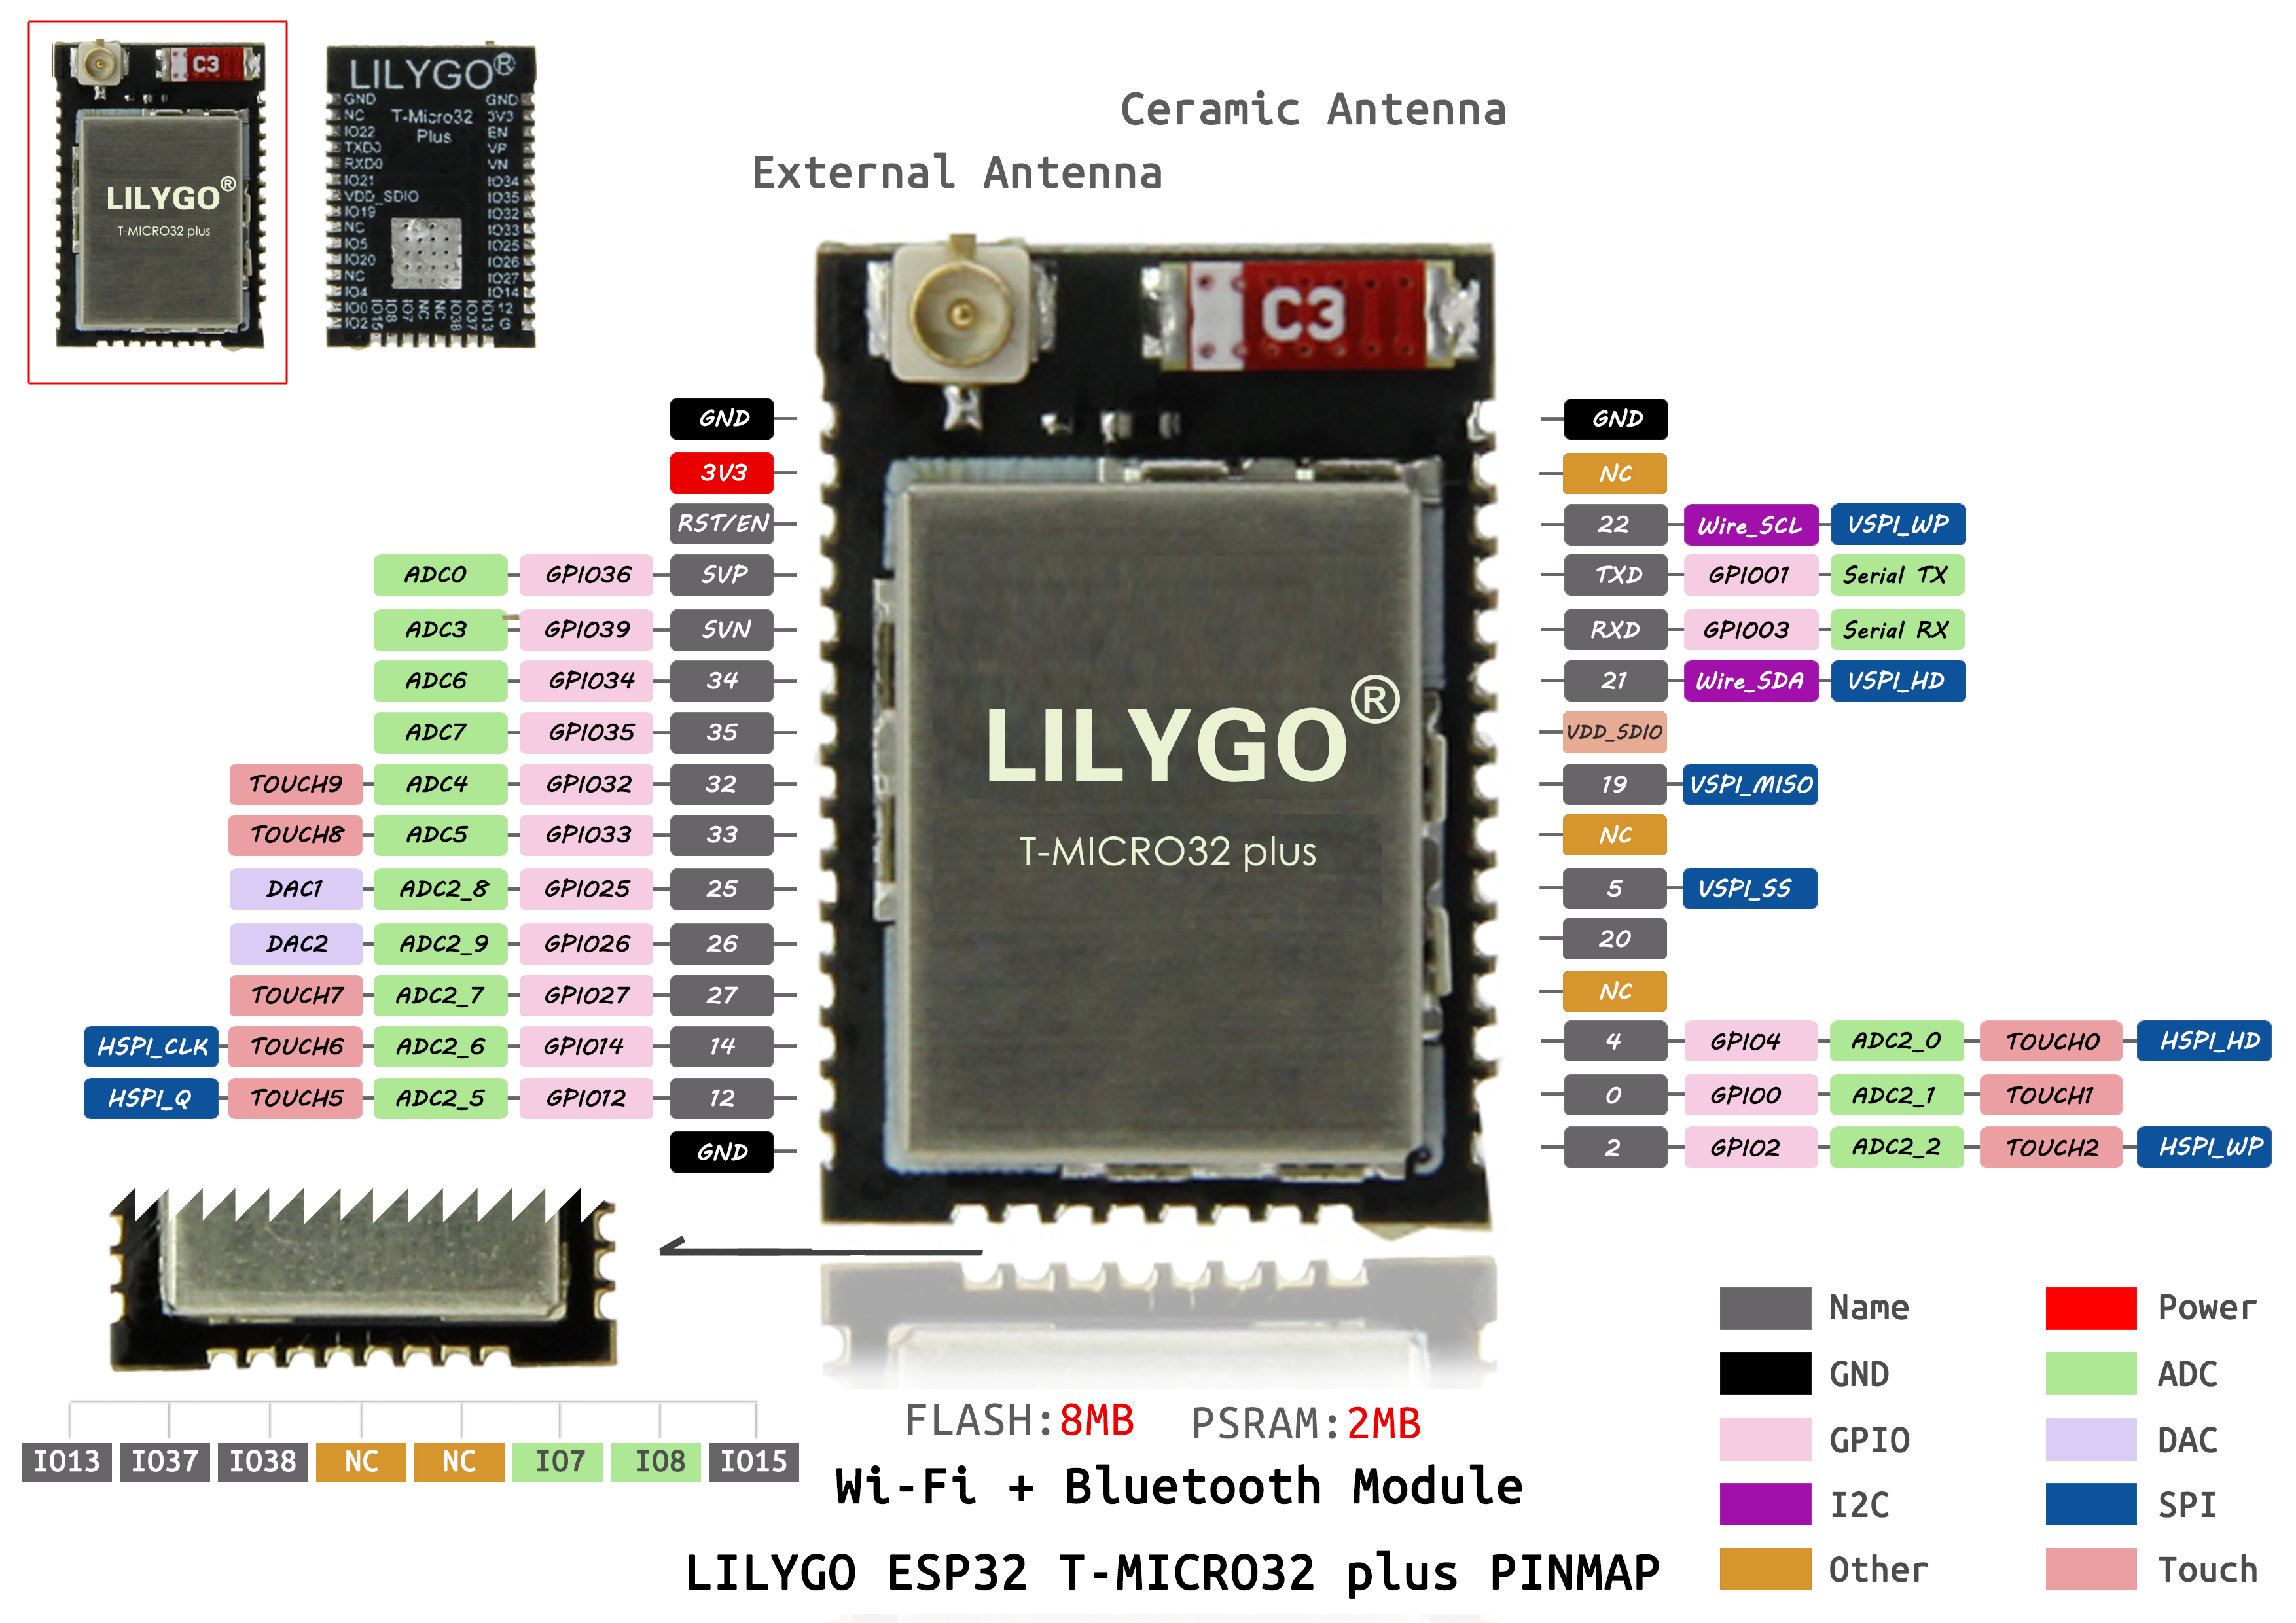 C3
LILYGO®
T-MICRO32 plus
LILYGO®
T-Micro32
Plus
GND
NC
IO22
TXD0
RXD0
IO21
VDD_SDIO
IO19
NC
IO5
IO20
NC
IO4
IO0
IO2
IO15
IO8
IO7
NC
NC
IO38
IO37
IO13
GND
3V3
EN
VP
VN
IO34
IO35
IO32
IO33
IO25
IO26
IO27
IO14
12
G
Ceramic Antenna
External Antenna
C3
LILYGO®
T-MICRO32 plus
GND
3V3
RST/EN
ADC0 GPIO36 SVP
ADC3 GPIO39 SVN
ADC6 GPIO34 34
ADC7 GPIO35 35
TOUCH9 ADC4 GPIO32 32
TOUCH8 ADC5 GPIO33 33
DAC1 ADC2_8 GPIO25 25
DAC2 ADC2_9 GPIO26 26
TOUCH7 ADC2_7 GPIO27 27
HSPI_CLK TOUCH6 ADC2_6 GPIO14 14
HSPI_Q TOUCH5 ADC2_5 GPIO12 12
GND
GND
NC
22 Wire_SCL VSPI_WP
TXD GPIO01 Serial TX
RXD GPIO03 Serial RX
21 Wire_SDA VSPI_HD
VDD_SDIO
19 VSPI_MISO
NC
5 VSPI_SS
20
NC
4 GPIO4 ADC2_0 TOUCH0 HSPI_HD
0 GPIO0 ADC2_1 TOUCH1
2 GPIO2 ADC2_2 TOUCH2 HSPI_WP
IO13 IO37 IO38 NC NC IO7 IO8 IO15
FLASH:8MB PSRAM:2MB
Wi-Fi + Bluetooth Module
LILYGO ESP32 T-MICRO32 plus PINMAP
Name Power
GND ADC
GPIO DAC
I2C SPI
Other Touch